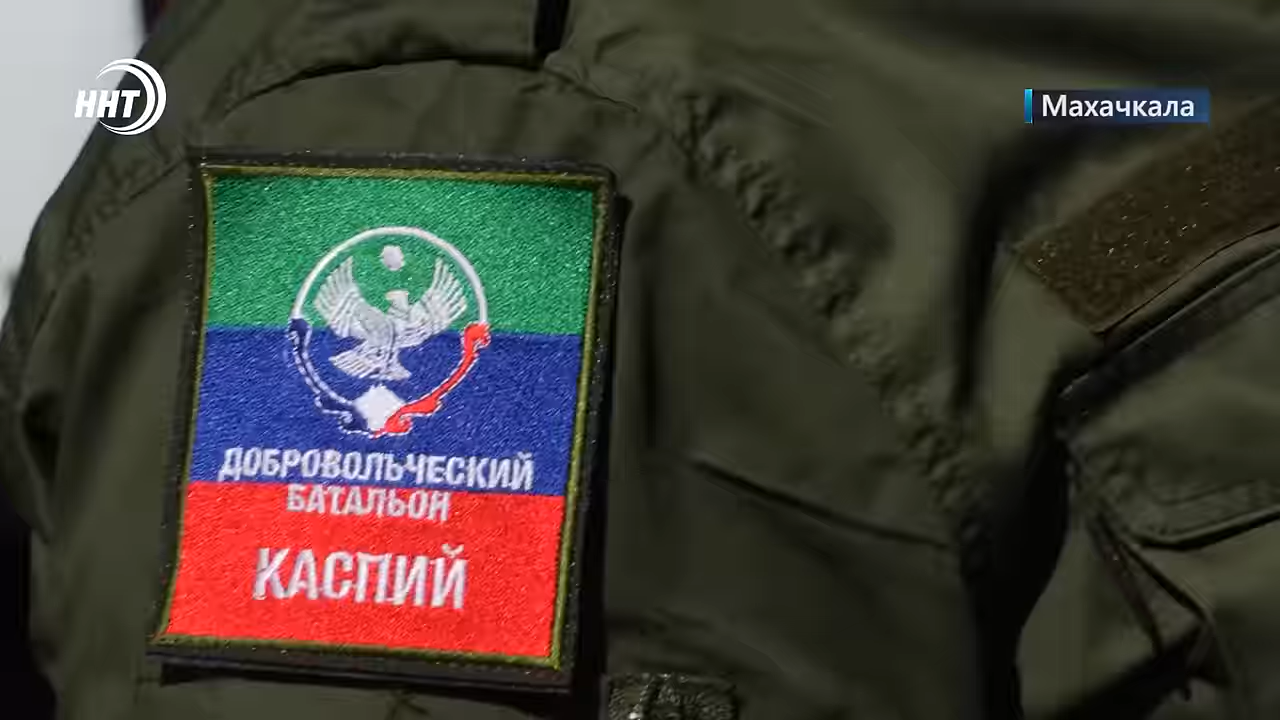 ННТ
Махачкала
ДОБРОВОЛЬЧЕСКИЙ
БАТАЛЬОН
КАСПИЙ